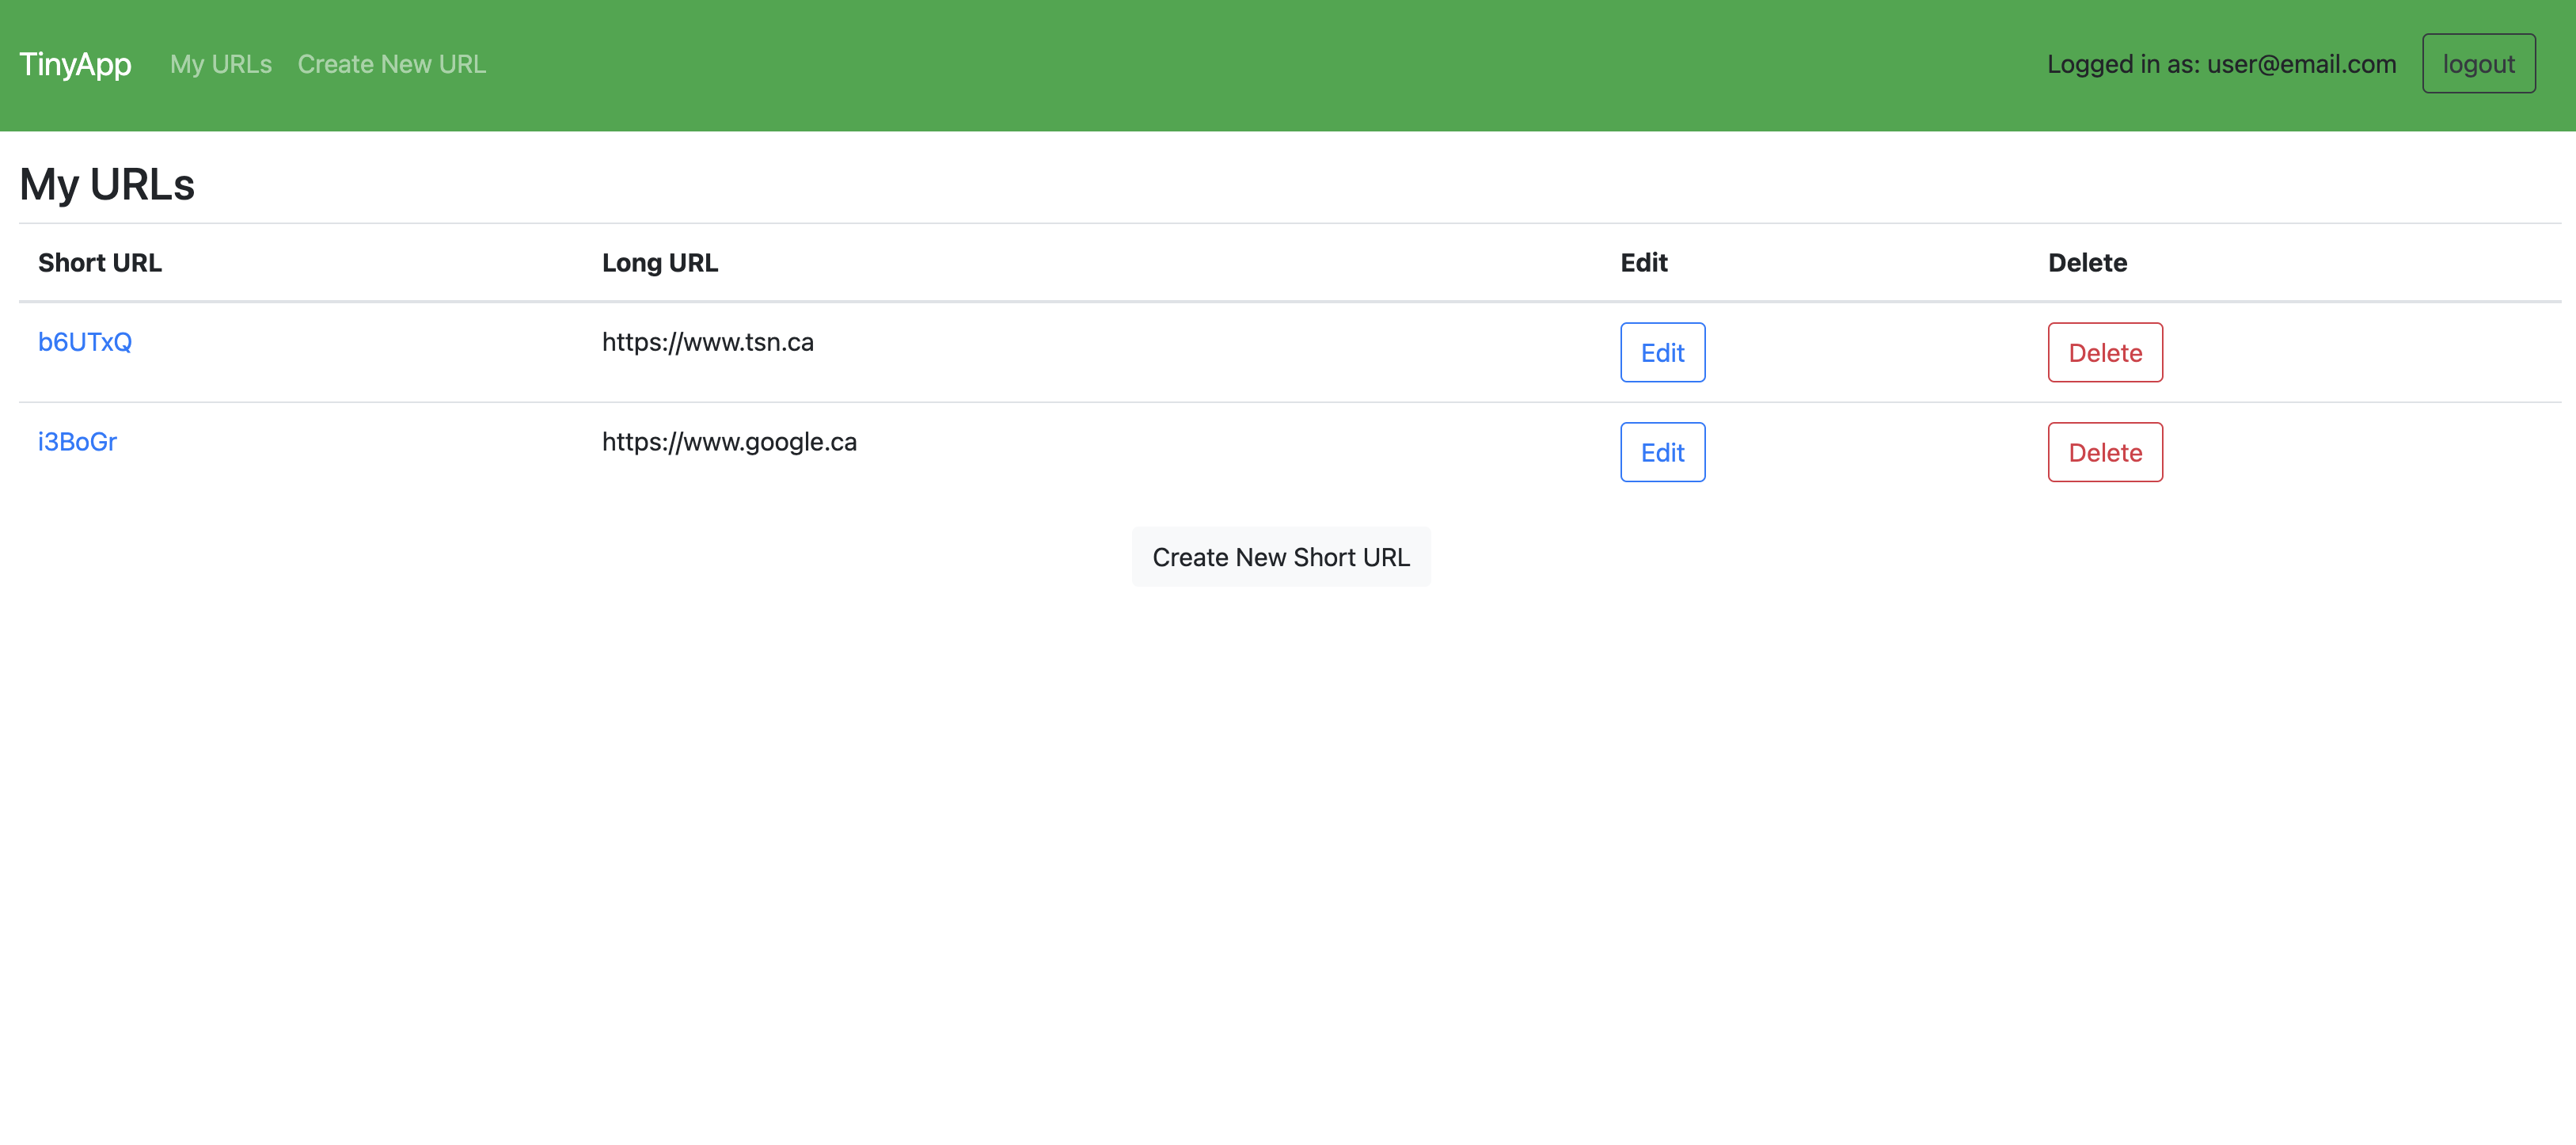 TinyApp My URLs Create New URL Logged in as: user@email.com logout
My URLs
Short URL Long URL Edit Delete
b6UTxQ https://www.tsn.ca Edit Delete
i3BoGr https://www.google.ca Edit Delete
Create New Short URL